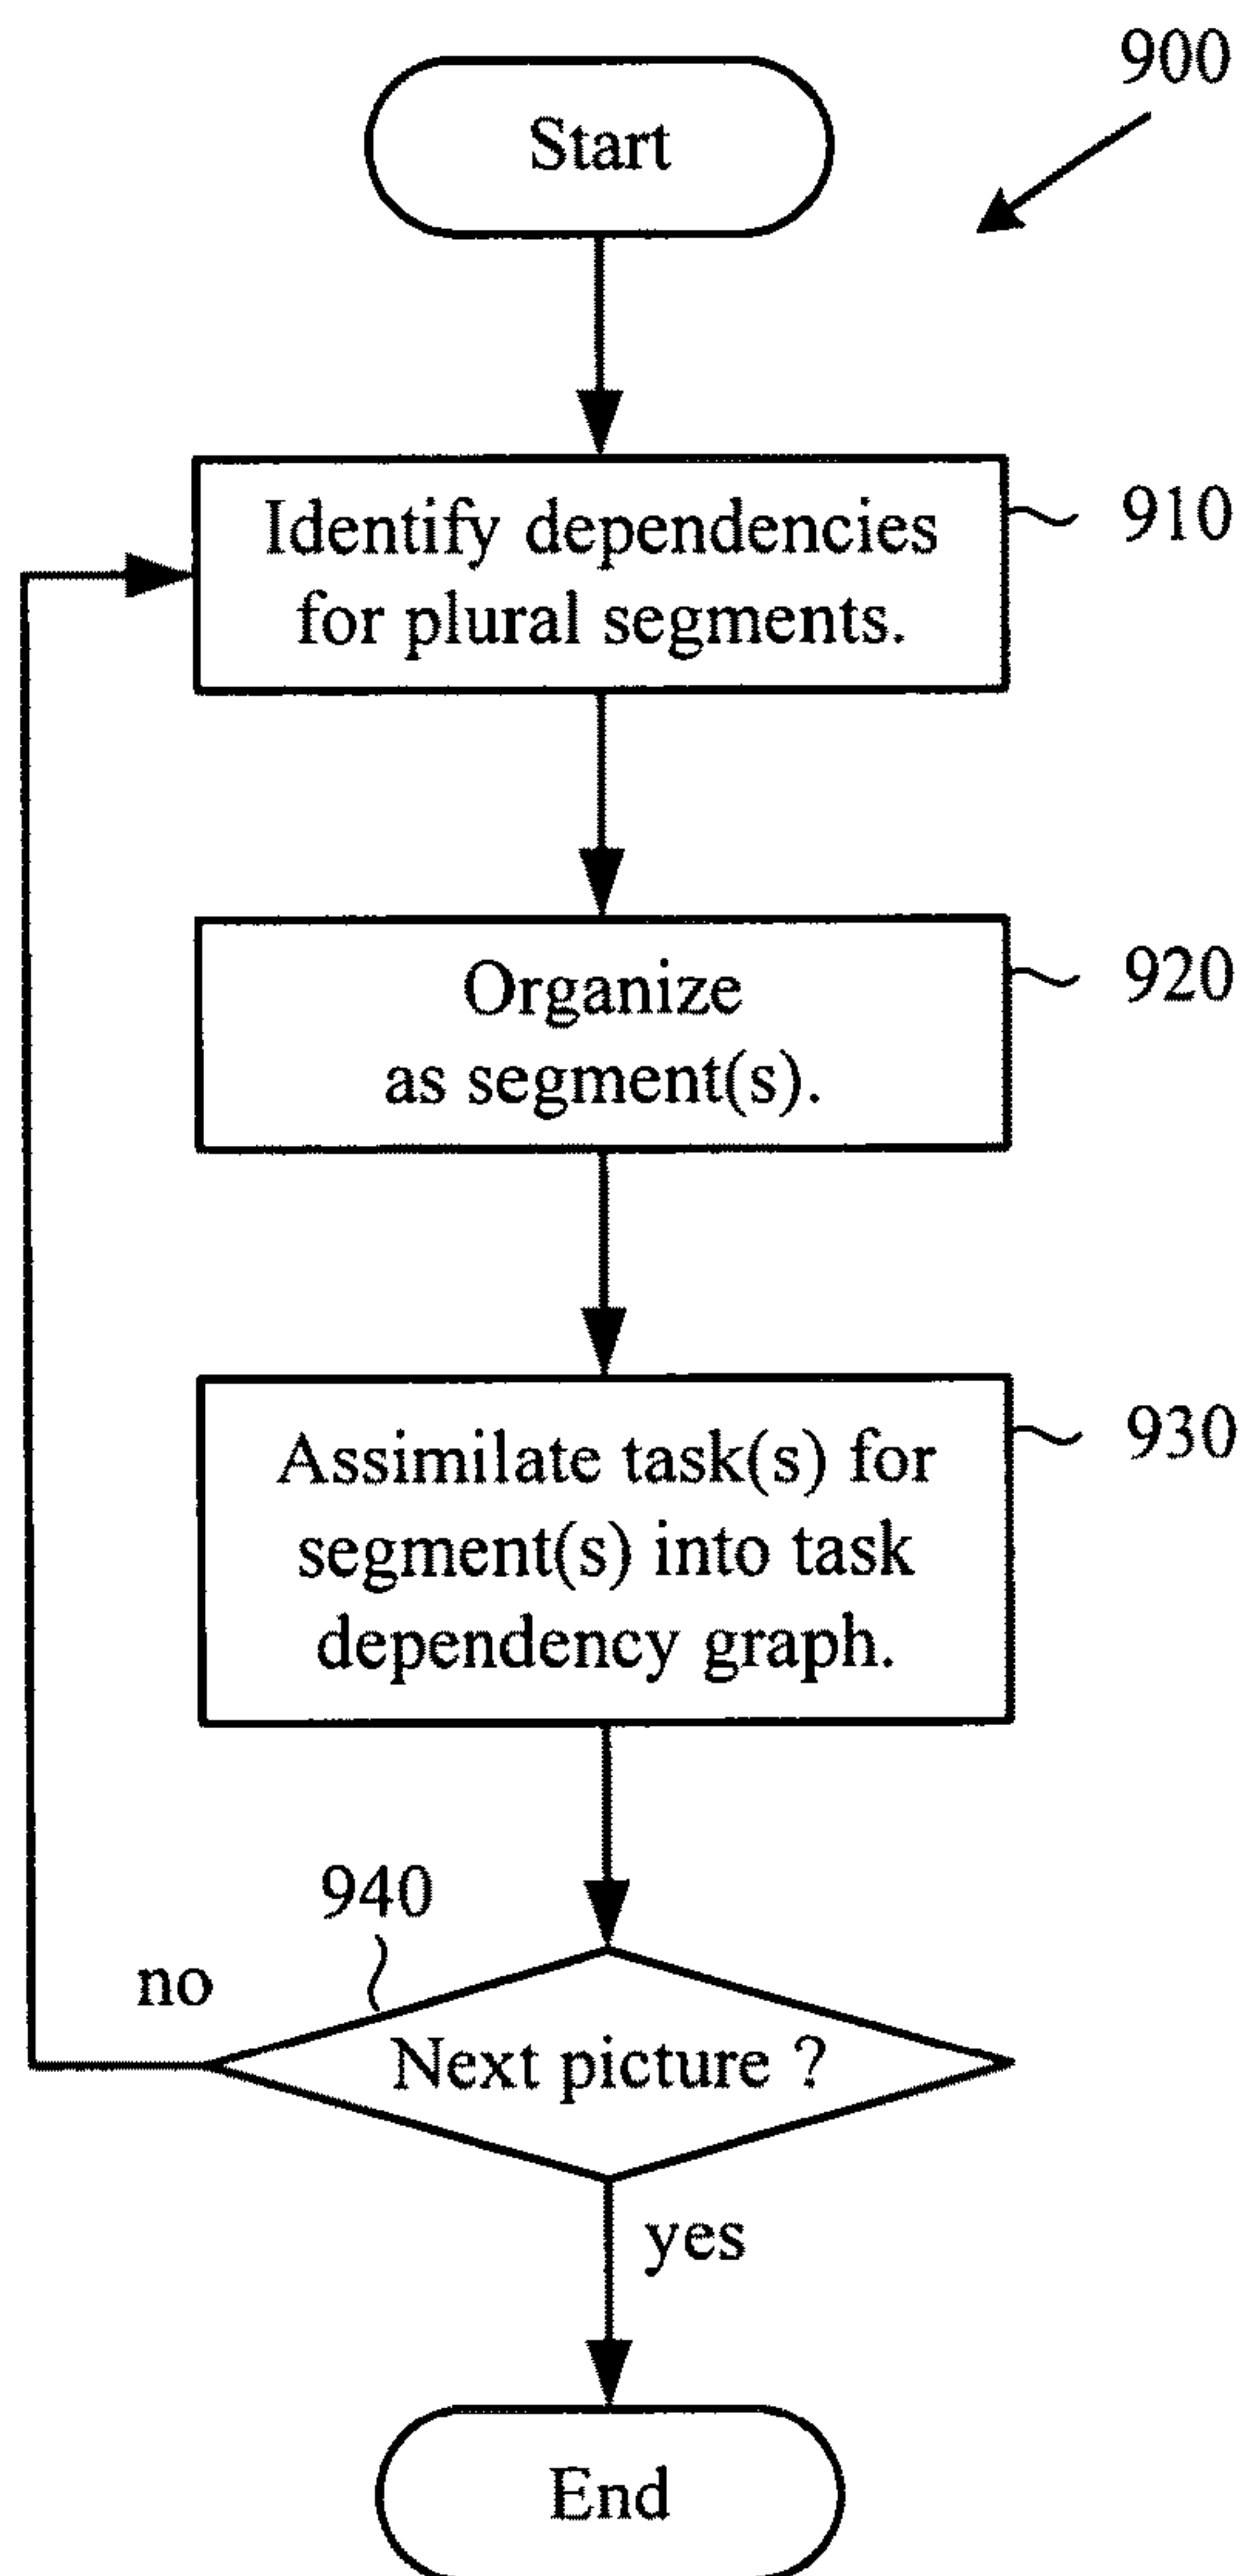 900
Start
Identify dependencies
for plural segments.
910
Organize
as segment(s).
920
Assimilate task(s) for
segment(s) into task
dependency graph.
930
940
no
Next picture ?
yes
End